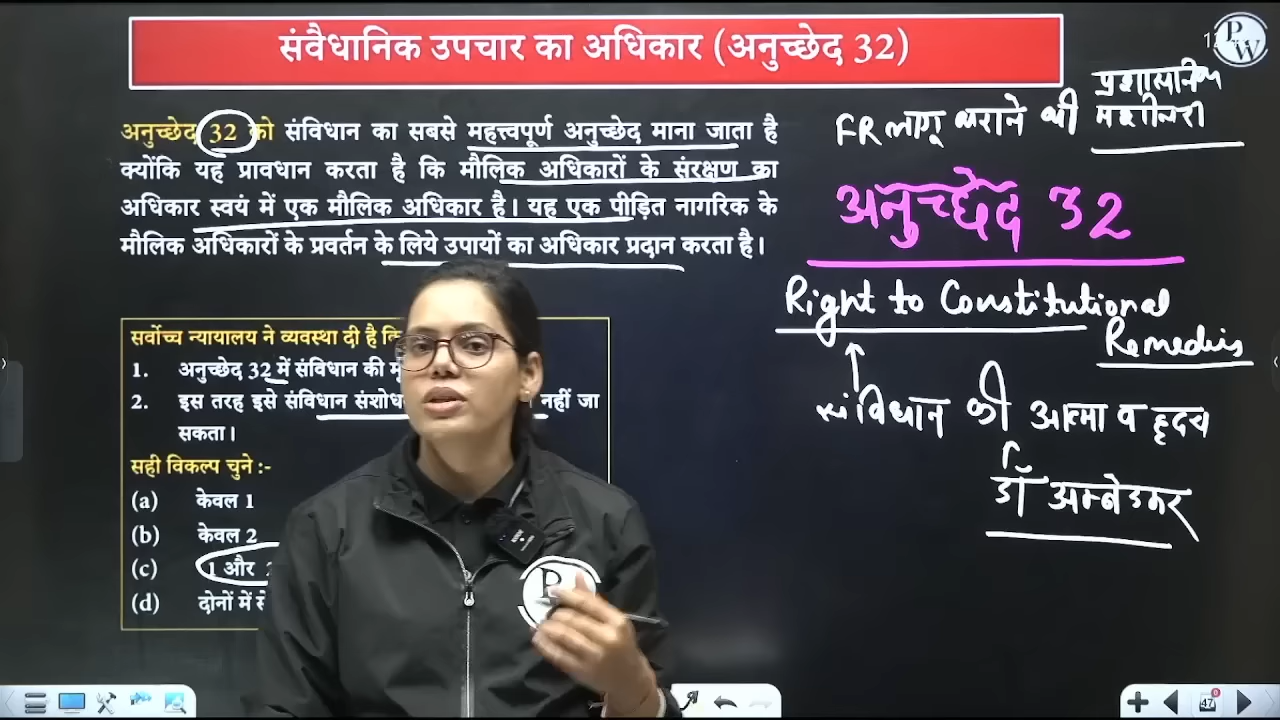 संवैधानिक उपचार का अधिकार (अनुच्छेद 32)
PW
अनुच्छेद 32 को संविधान का सबसे महत्त्वपूर्ण अनुच्छेद माना जाता है
क्योंकि यह प्रावधान करता है कि मौलिक अधिकारों के संरक्षण का
अधिकार स्वयं में एक मौलिक अधिकार है। यह एक पीड़ित नागरिक के
मौलिक अधिकारों के प्रवर्तन के लिये उपायों का अधिकार प्रदान करता है।
सर्वोच्च न्यायालय ने व्यवस्था दी है कि
1. अनुच्छेद 32 में संविधान की
2. इस तरह इसे संविधान नहीं जा
सकता।
सही विकल्प चुने :-
(a) केवल 1
(b) केवल 2
(c) 1 और
(d) दोनों में से
प्रशासनिक
FR लागू कराने की मशीनरी
अनुच्छेद 32
Right to Constitutional
Remedies
संविधान की आत्मा व हृदय
डॉ अम्बेडकर
47